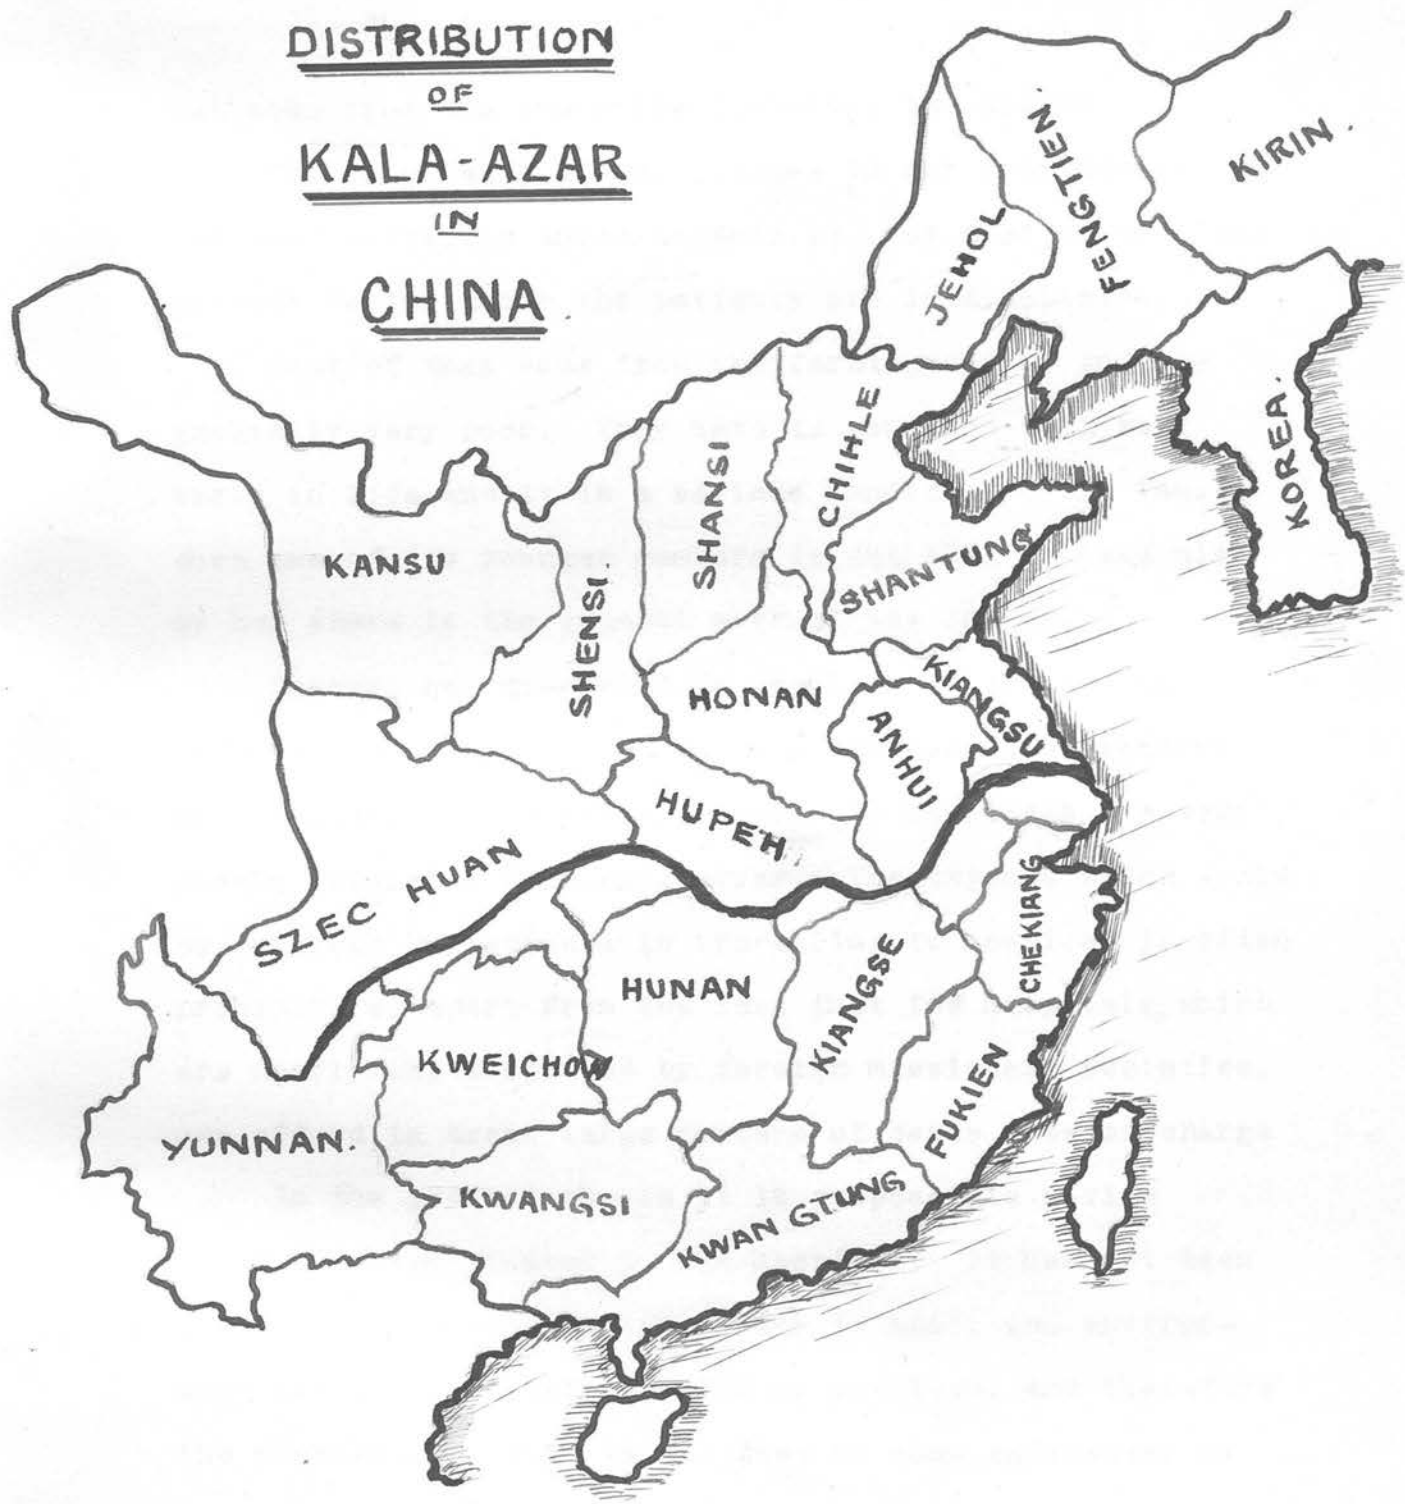 DISTRIBUTION
OF
KALA-AZAR
IN
CHINA
KIRIN.
FENGTIEN
JEHOL
KOREA.
CHIHLE
SHANSI
SHANTUNG
KANSU
SHENSI
HONAN
KIANGSU
ANHUI
HUPEH
SZEC HUAN
CHEKIANG
HUNAN
KIANGSE
KWEICHOW
FUKIEN
YUNNAN.
KWANGSI
KWAN GTUNG